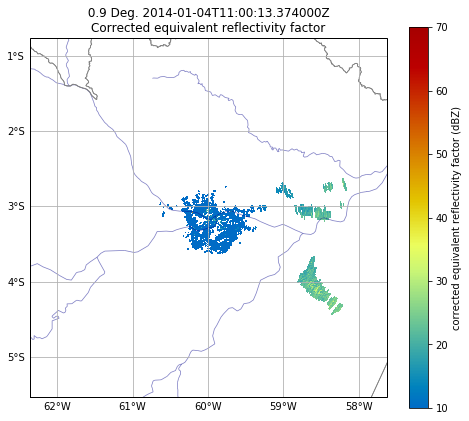 0.9 Deg. 2014-01-04T11:00:13.374000Z
Corrected equivalent reflectivity factor
1°S
2°S
3°S
4°S
5°S
62°W 61°W 60°W 59°W 58°W
70
60
50
40
30
20
10
corrected equivalent reflectivity factor (dBZ)